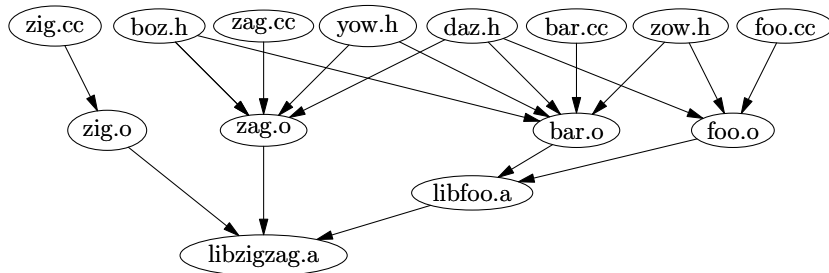 zig.cc boz.h zag.cc yow.h daz.h bar.cc zow.h foo.cc
zig.o zag.o bar.o foo.o
libfoo.a
libzigzag.a